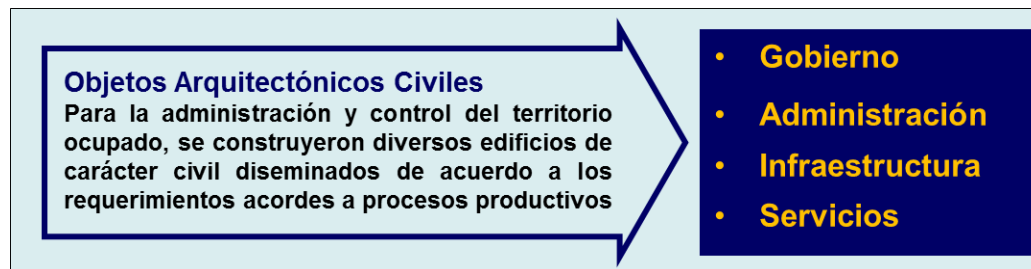 Objetos Arquitectónicos Civiles
Para la administración y control del territorio
ocupado, se construyeron diversos edificios de
carácter civil diseminados de acuerdo a los
requerimientos acordes a procesos productivos
• Gobierno
• Administración
• Infraestructura
• Servicios